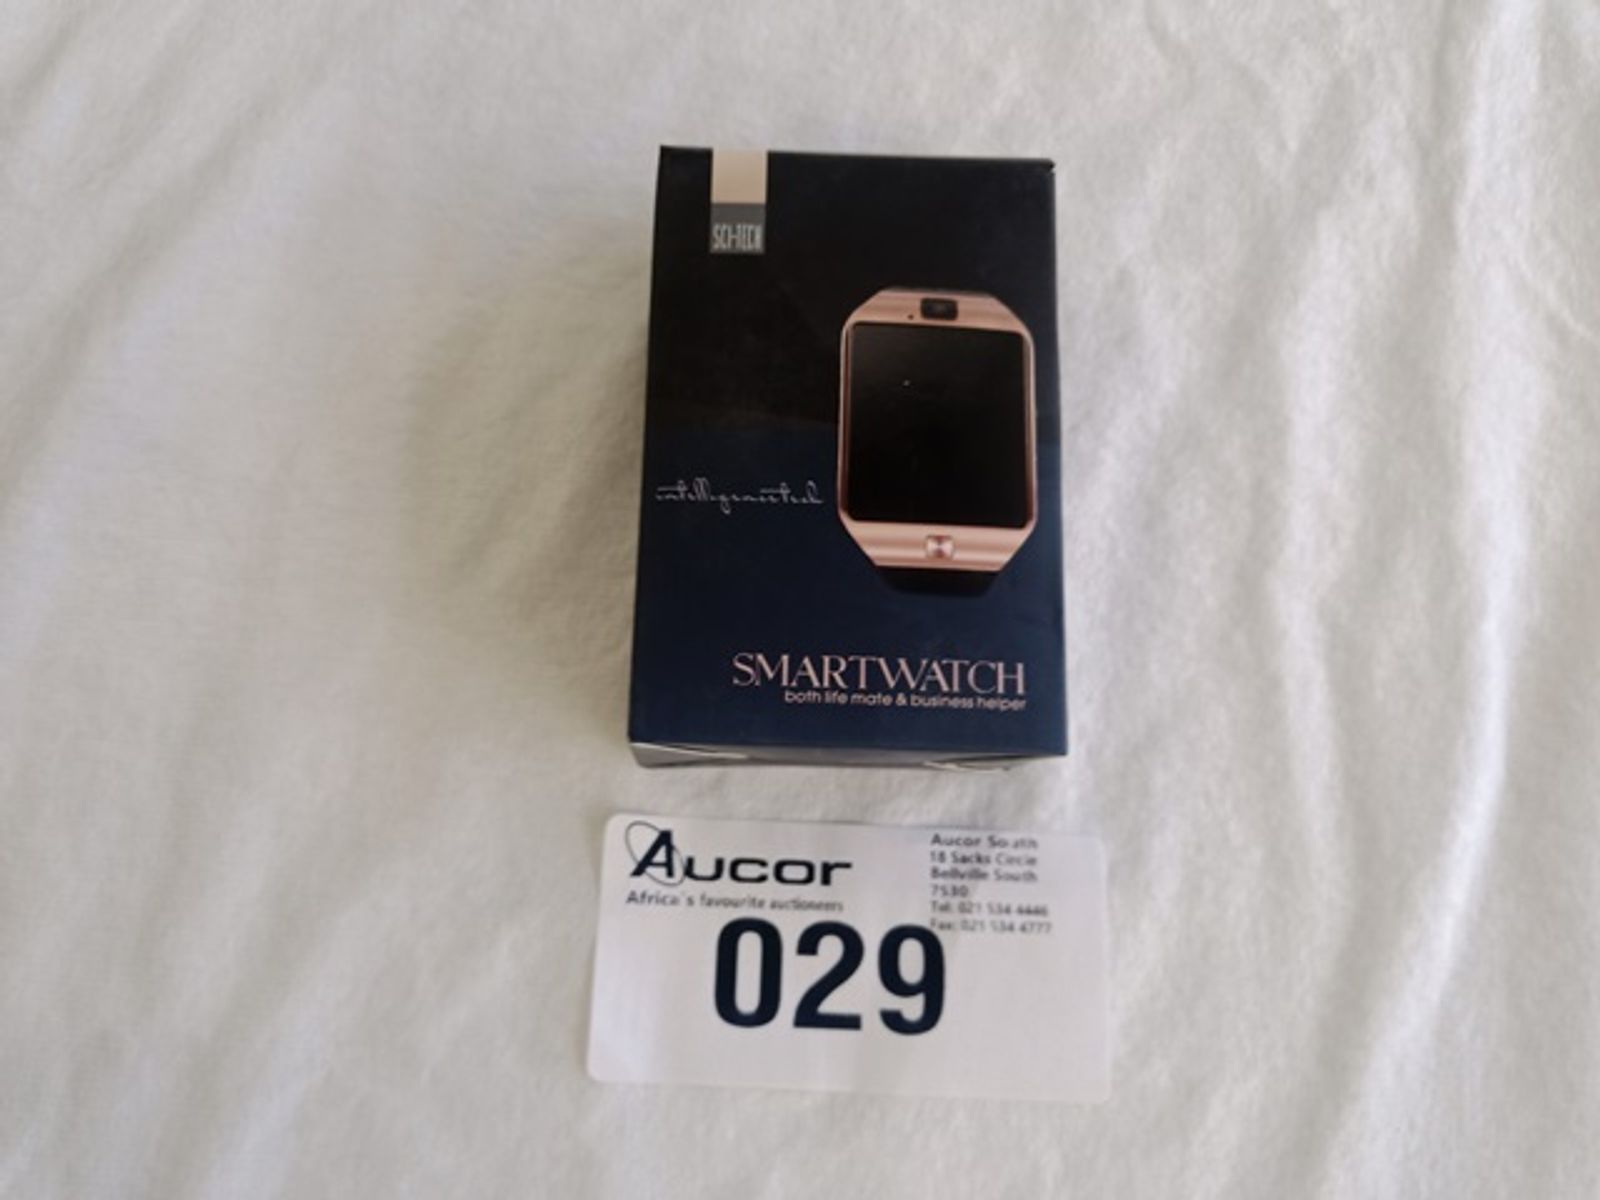 SCI-TECH
intelligencetech
SMARTWATCH
both life mate & business helper
Aucor
Africa's favourite auctioneers
Aucor South
18 Sacks Circle
Bellville South
7530
Tel: 021 534 4446
Fax: 021 534 4777
029